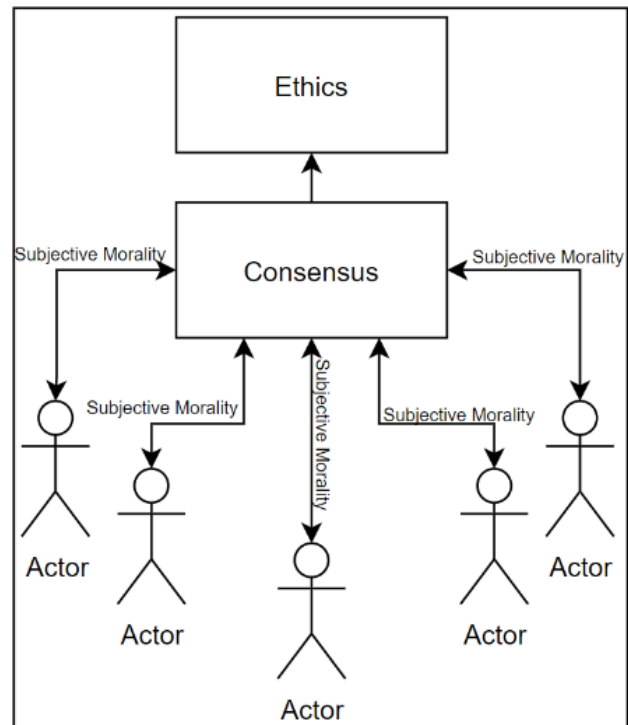 Ethics
Subjective Morality
Consensus
Subjective Morality
Subjective Morality
Subjective Morality
Subjective Morality
Actor
Actor
Actor
Actor
Actor